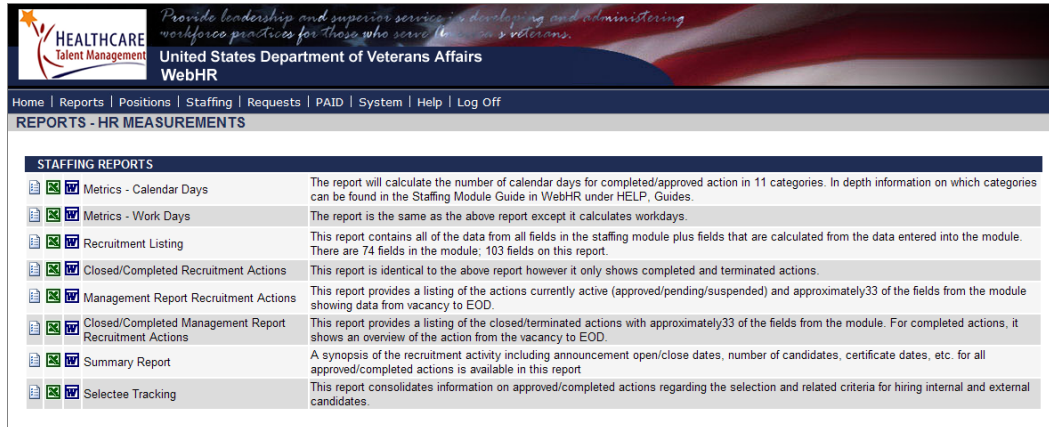 Provide leadership and superior service in developing and administering
workforce practices for those who serve America's veterans.
HEALTHCARE
Talent Management
United States Department of Veterans Affairs
WebHR
Home | Reports | Positions | Staffing | Requests | PAID | System | Help | Log Off
REPORTS - HR MEASUREMENTS
STAFFING REPORTS
Metrics - Calendar Days
The report will calculate the number of calendar days for completed/approved action in 11 categories. In depth information on which categories
can be found in the Staffing Module Guide in WebHR under HELP, Guides.
Metrics - Work Days
The report is the same as the above report except it calculates workdays.
Recruitment Listing
This report contains all of the data from all fields in the staffing module plus fields that are calculated from the data entered into the module.
There are 74 fields in the module; 103 fields on this report.
Closed/Completed Recruitment Actions
This report is identical to the above report however it only shows completed and terminated actions.
Management Report Recruitment Actions
This report provides a listing of the actions currently active (approved/pending/suspended) and approximately33 of the fields from the module
showing data from vacancy to EOD.
Closed/Completed Management Report
Recruitment Actions
This report provides a listing of the closed/terminated actions with approximately33 of the fields from the module. For completed actions, it
shows an overview of the action from the vacancy to EOD.
Summary Report
A synopsis of the recruitment activity including announcement open/close dates, number of candidates, certificate dates, etc. for all
approved/completed actions is available in this report
Selectee Tracking
This report consolidates information on approved/completed actions regarding the selection and related criteria for hiring internal and external
candidates.